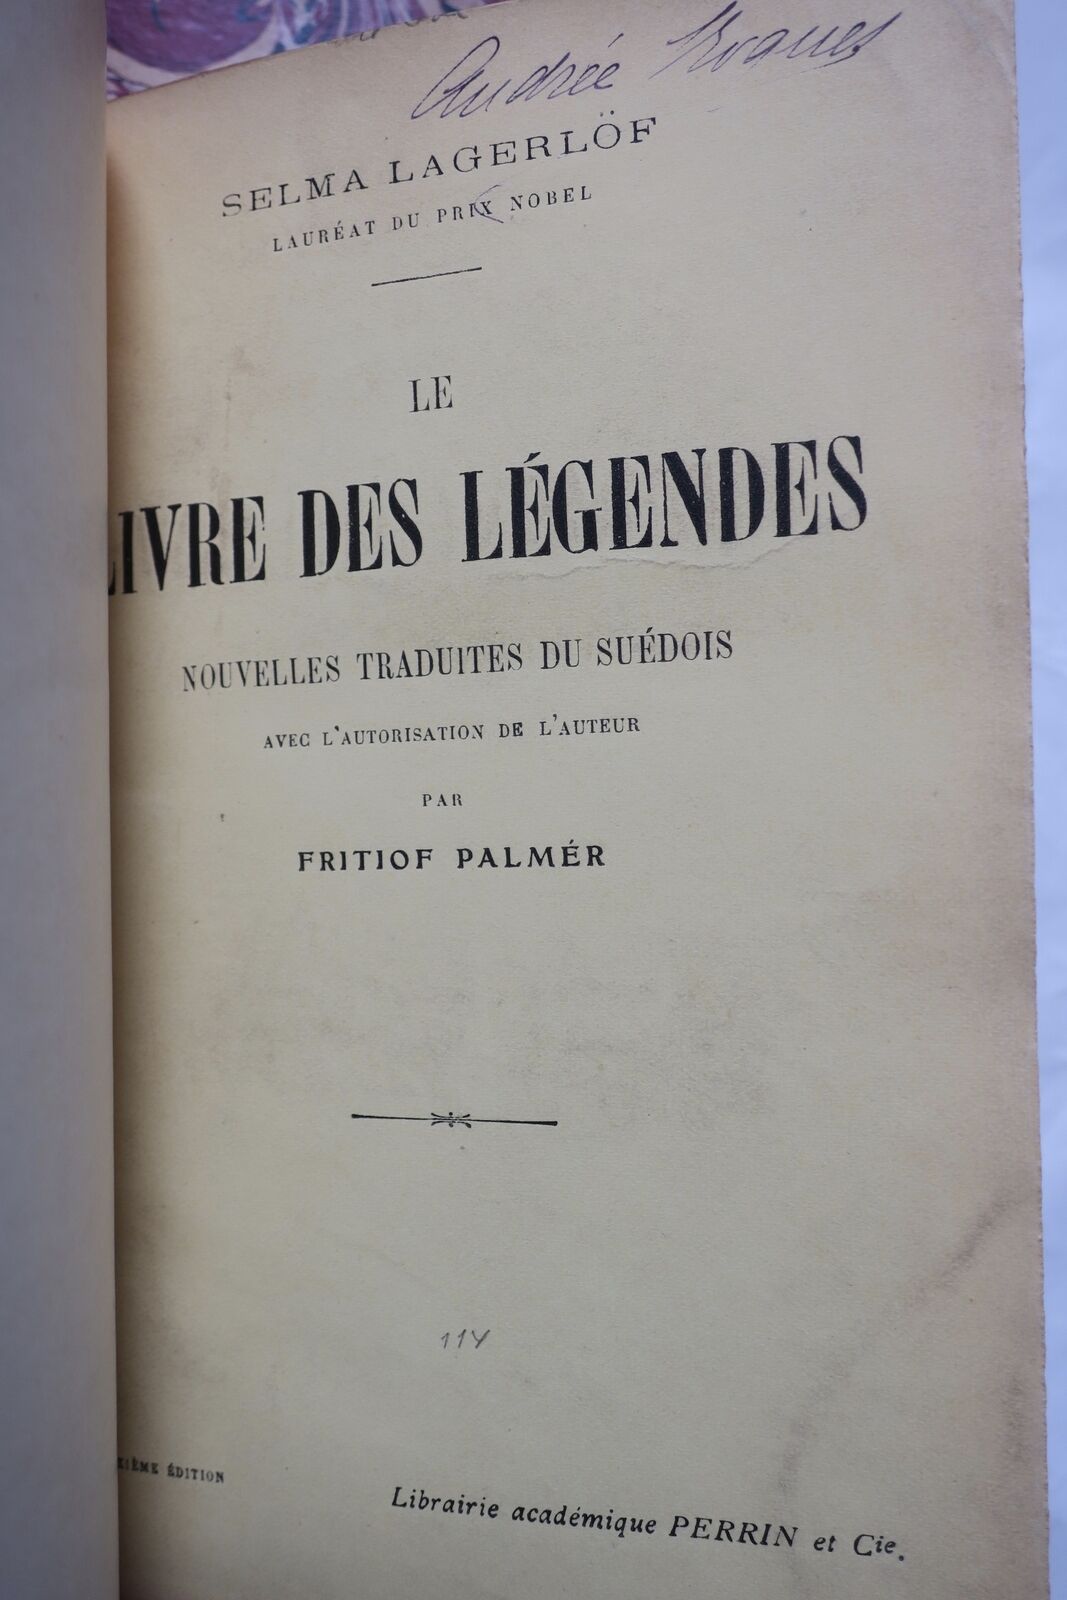 Andrée Roques
SELMA LAGERLÖF
LAURÉAT DU PRIX NOBEL
LE
LIVRE DES LÉGENDES
NOUVELLES TRADUITES DU SUÉDOIS
AVEC L'AUTORISATION DE L'AUTEUR
PAR
FRITIOF PALMÉR
114
ÉDITION
Librairie académique PERRIN et Cie.